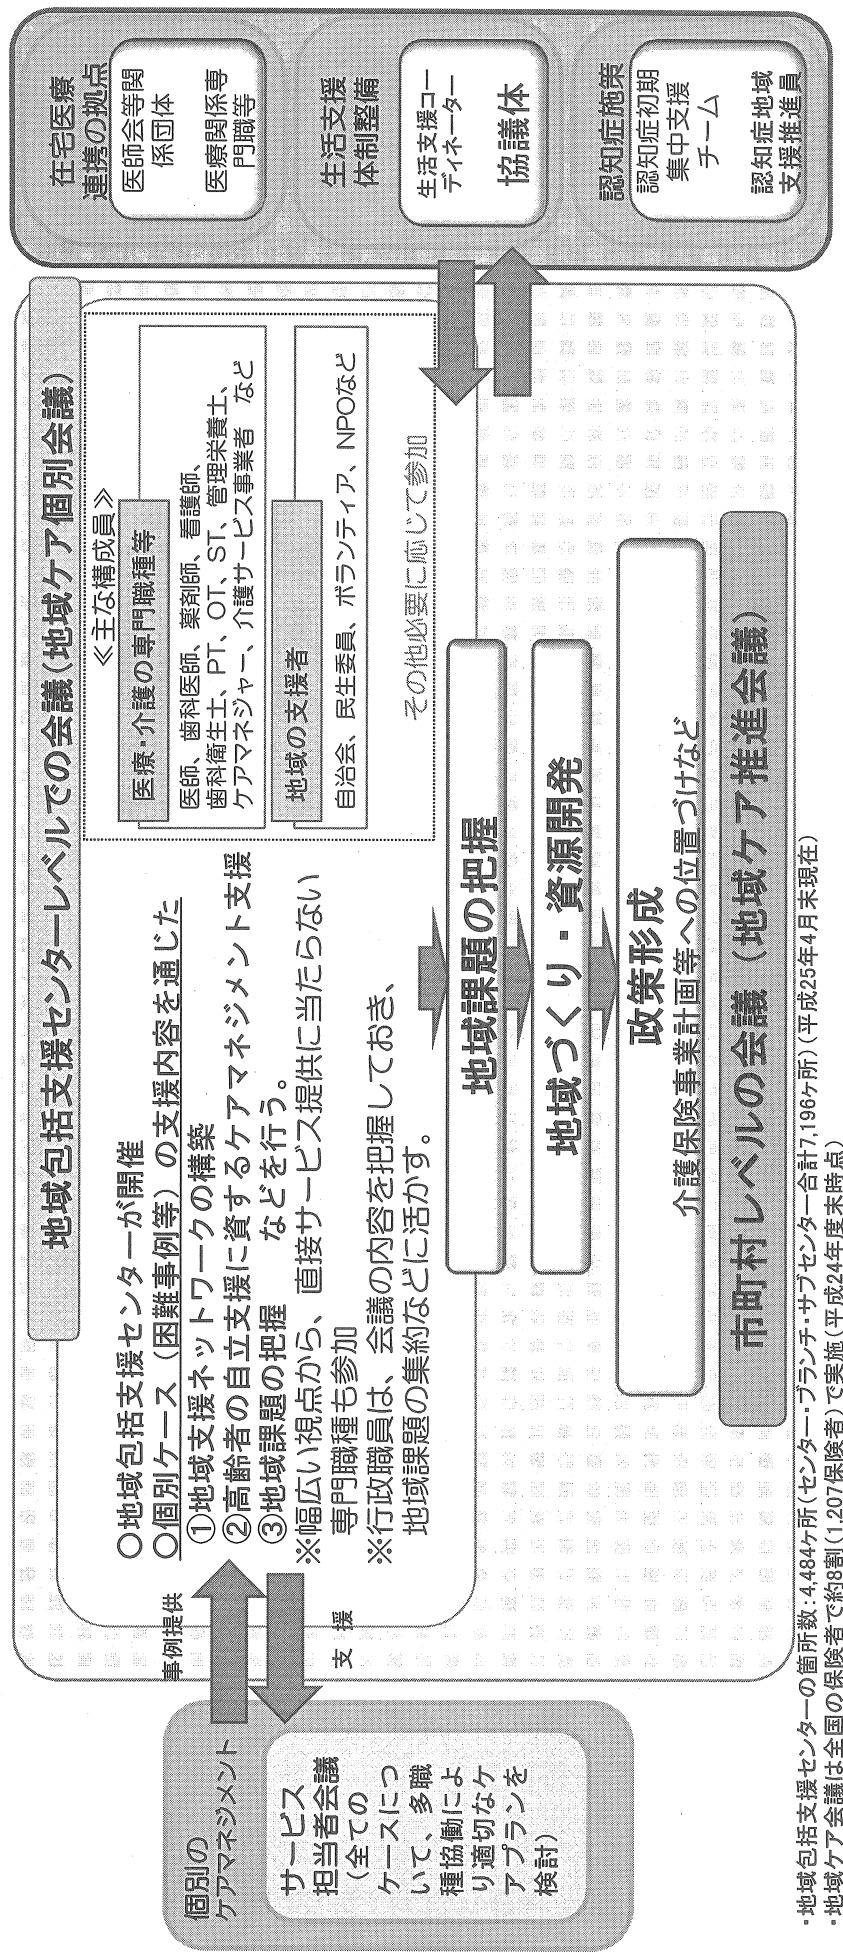 地域包括支援センターレベルでの会議(地域ケア個別会議)
○地域包括支援センターが開催
○個別ケース（困難事例等）の支援内容を通じた
①地域支援ネットワークの構築
②高齢者の自立支援に資するケアマネジメント支援
③地域課題の把握　などを行う。
※幅広い視点から、直接サービス提供に当たらない
専門職種も参加
※行政職員は、会議の内容を把握しておき、
地域課題の集約などに活かす。
≪主な構成員≫
医療・介護の専門職種等
医師、歯科医師、薬剤師、看護師、
歯科衛生士、PT、OT、ST、管理栄養士、
ケアマネジャー、介護サービス事業者　など
地域の支援者
自治会、民生委員、ボランティア、NPOなど
その他必要に応じて参加
個別の
ケアマネジメント
サービス
担当者会議
（全ての
ケースにつ
いて、多職
種協働によ
り適切なケ
アプランを
検討）
事例提供
支　援
地域課題の把握
地域づくり・資源開発
政策形成
介護保険事業計画等への位置づけなど
市町村レベルの会議（地域ケア推進会議）
在宅医療
連携の拠点
医師会等関
係団体
医療関係専
門職等
生活支援
体制整備
生活支援コー
ディネーター
協議体
認知症施策
認知症初期
集中支援
チーム
認知症地域
支援推進員
・地域包括支援センターの箇所数:4,484ケ所(センター・ブランチ・サブセンター合計7,196ケ所)(平成25年4月末現在)
・地域ケア会議は全国の保険者で約8割(1,207保険者)で実施(平成24年度末時点)